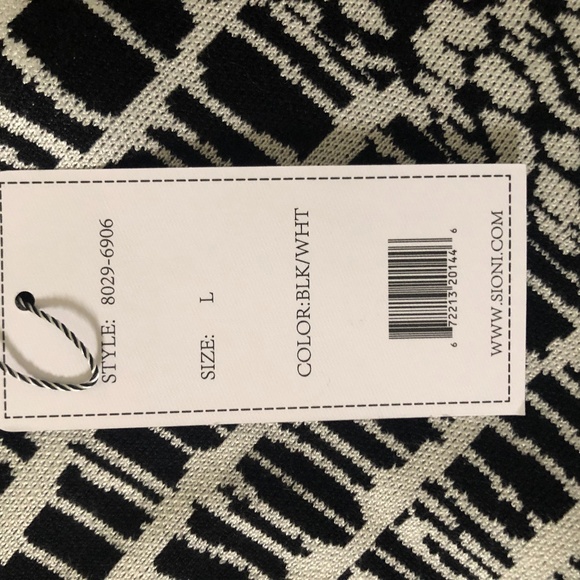 STYLE: 8029-6906
SIZE: L
COLOR:BLK/WHT
6 72213 20144 6
WWW.SIONI.COM